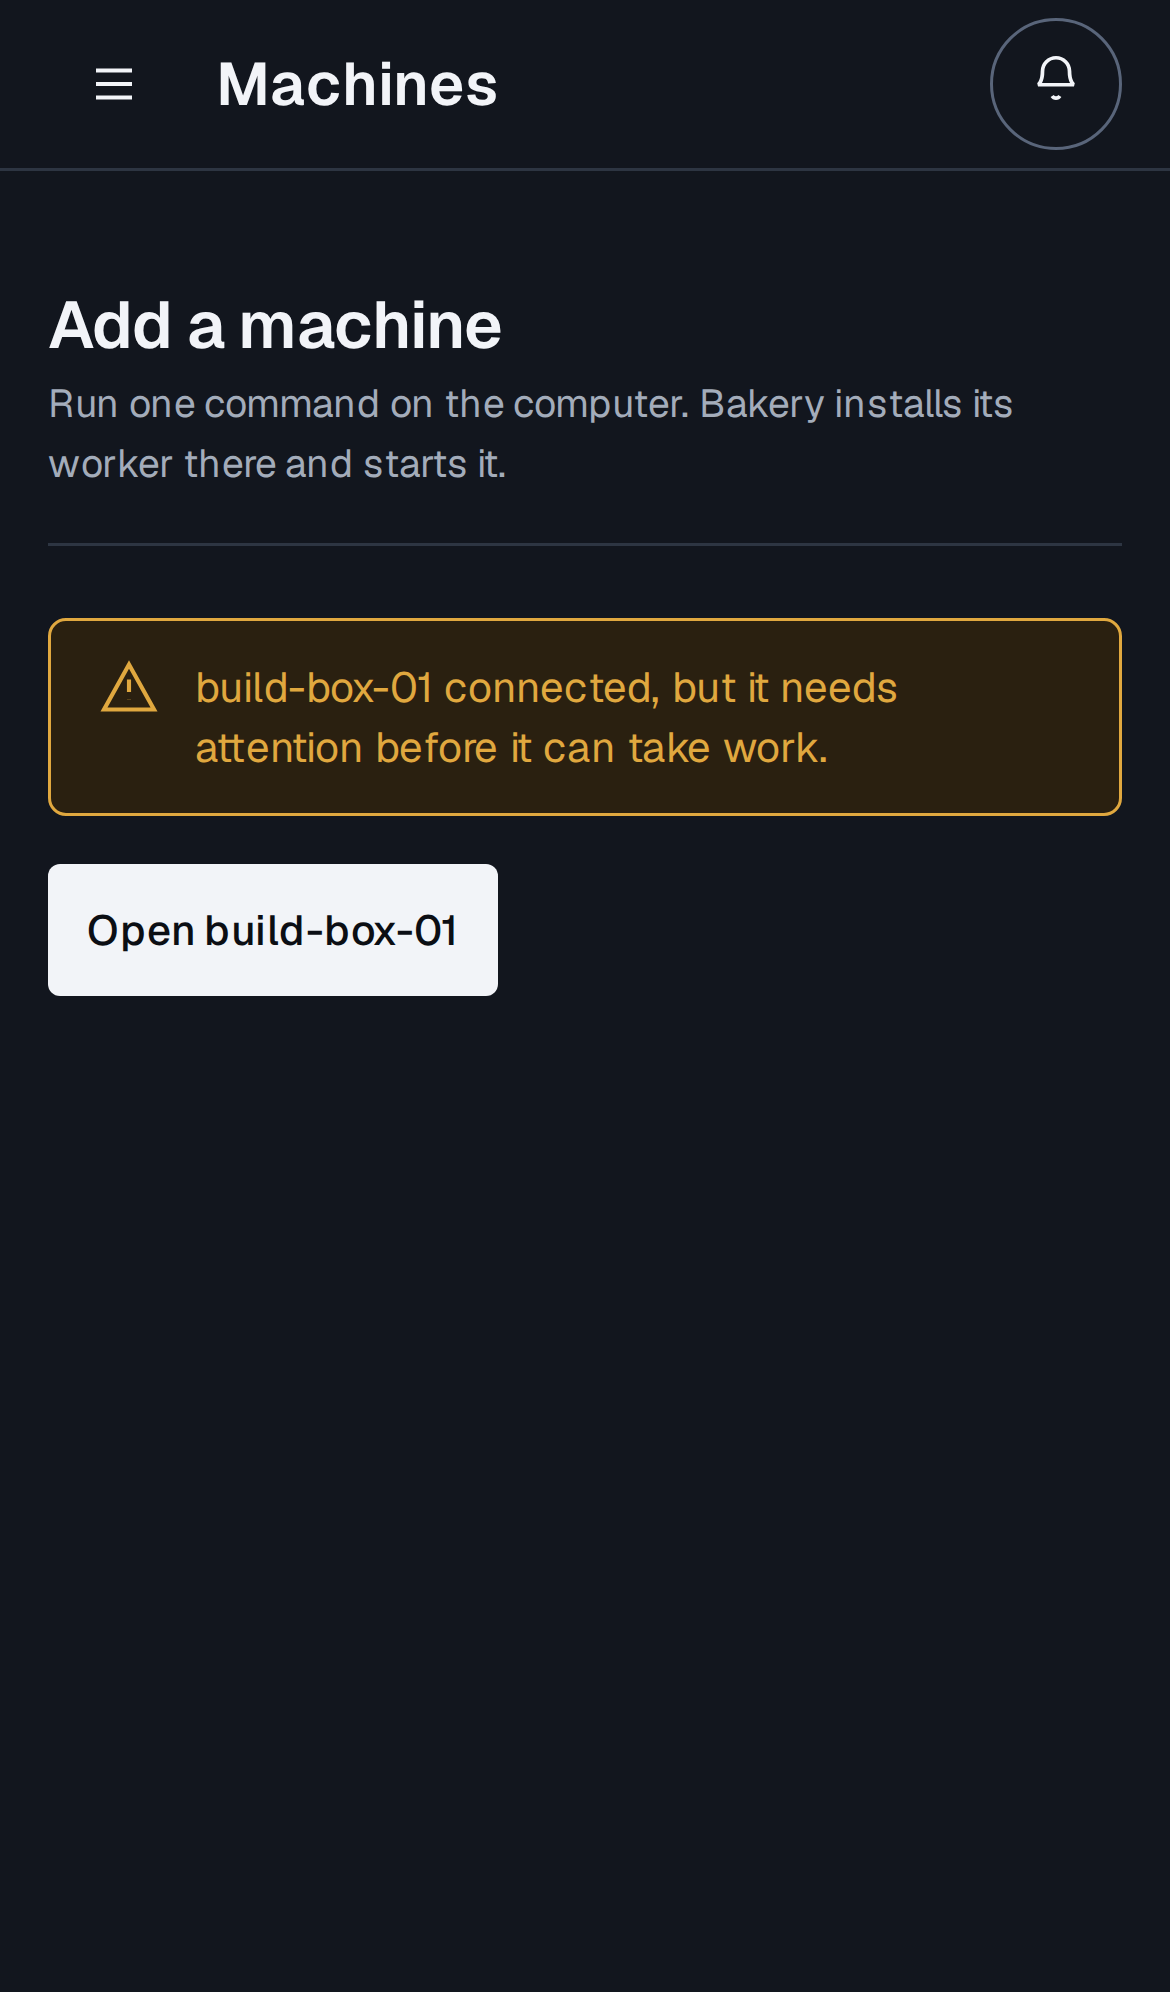 Machines
Add a machine
Run one command on the computer. Bakery installs its
worker there and starts it.
build-box-01 connected, but it needs
attention before it can take work.
Open build-box-01